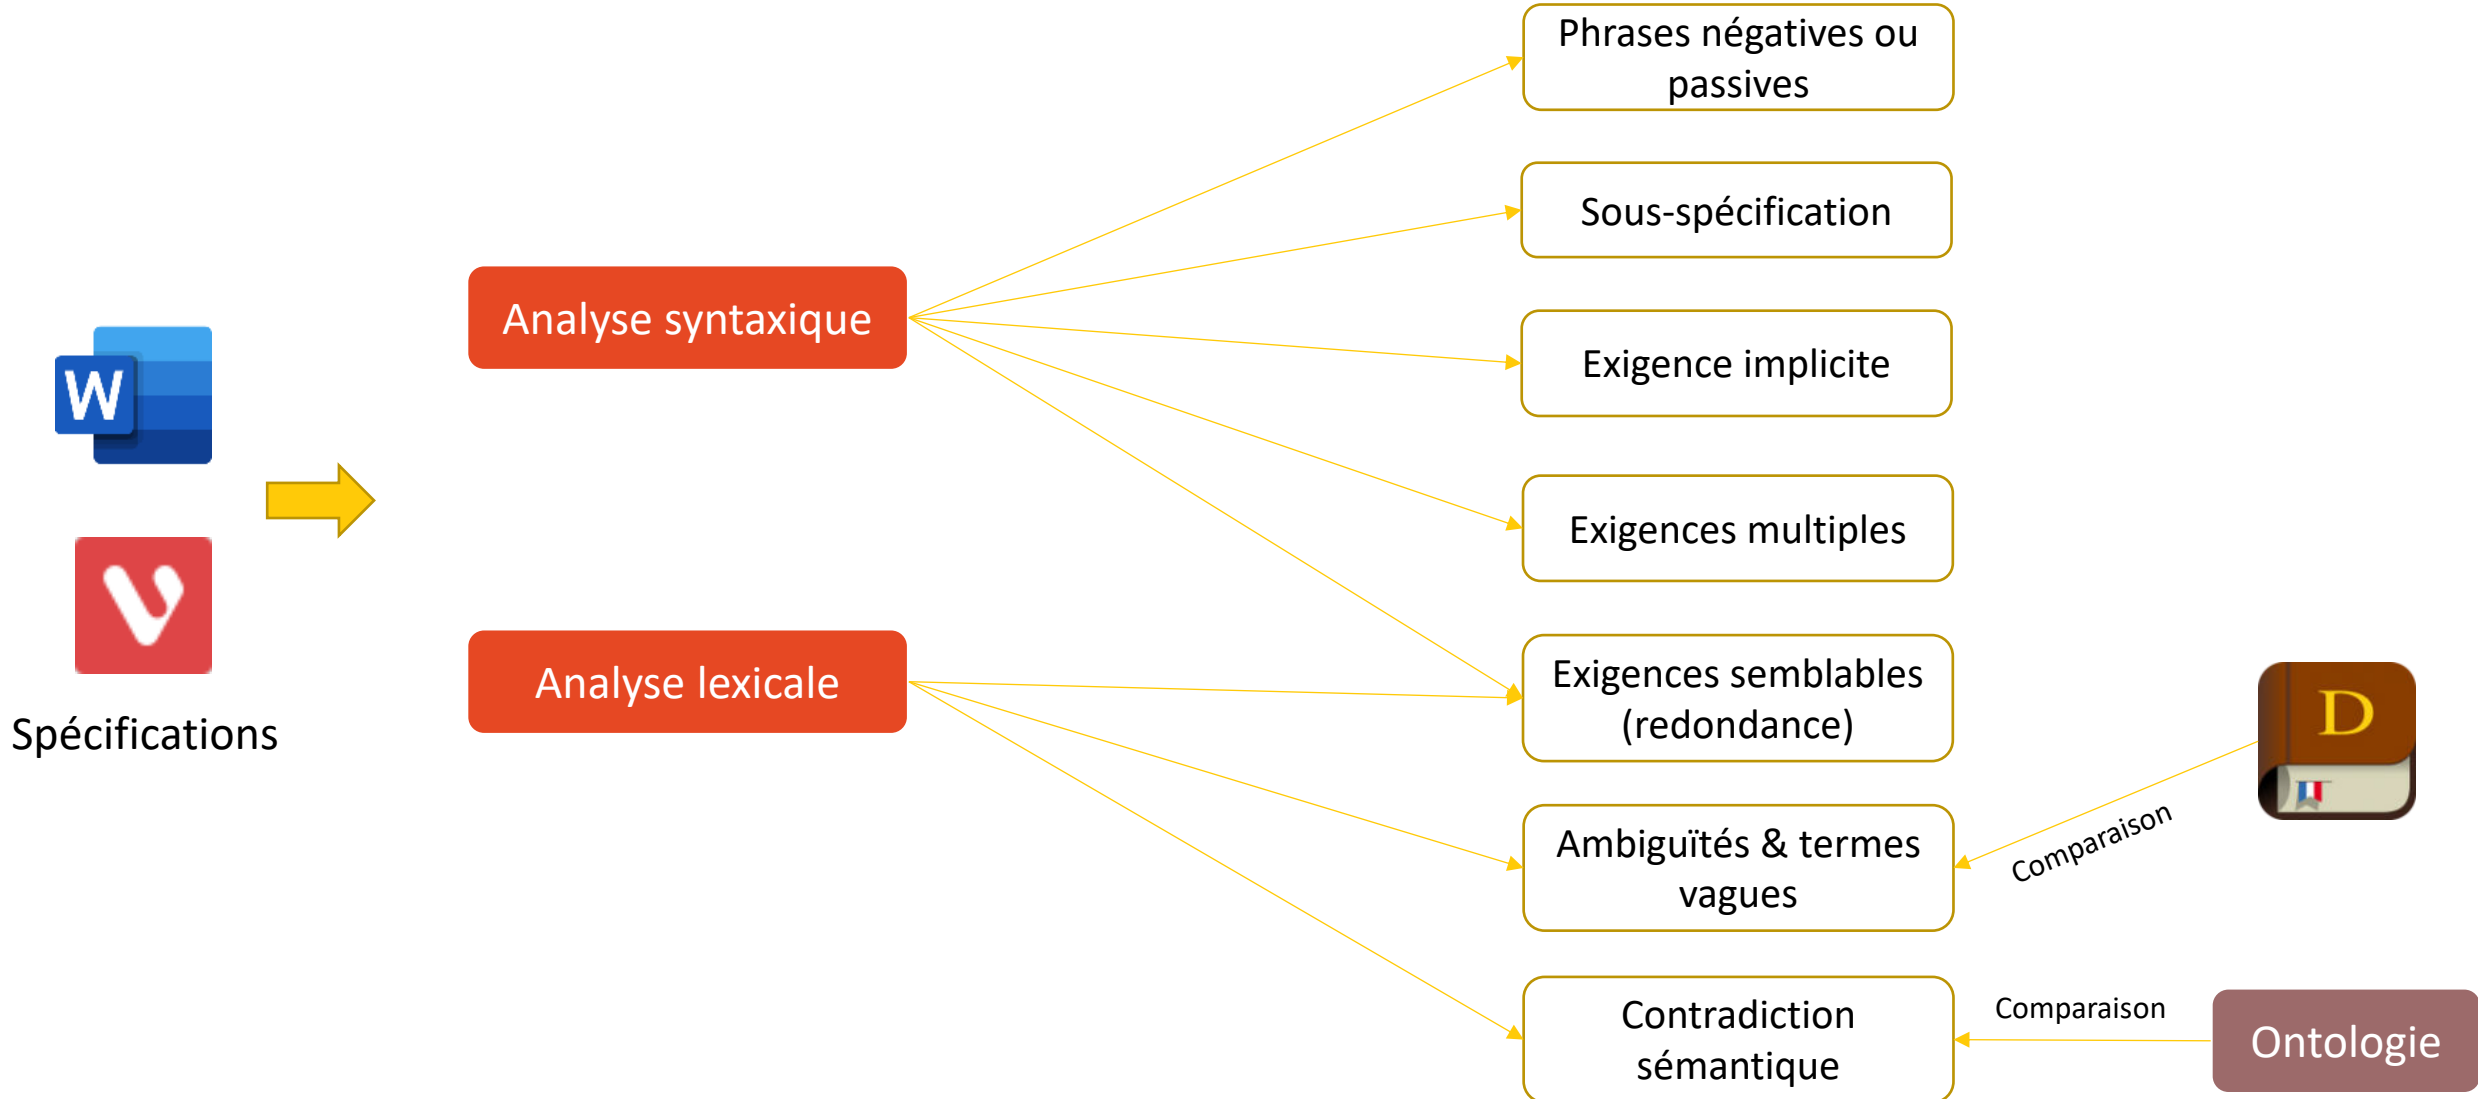 Phrases négatives ou
passives
Sous-spécification
Analyse syntaxique
Exigence implicite
W
Exigences multiples
Analyse lexicale
Exigences semblables
(redondance)
Spécifications
D
Comparaison
Ambiguïtés & termes
vagues
Contradiction
sémantique
Comparaison
Ontologie